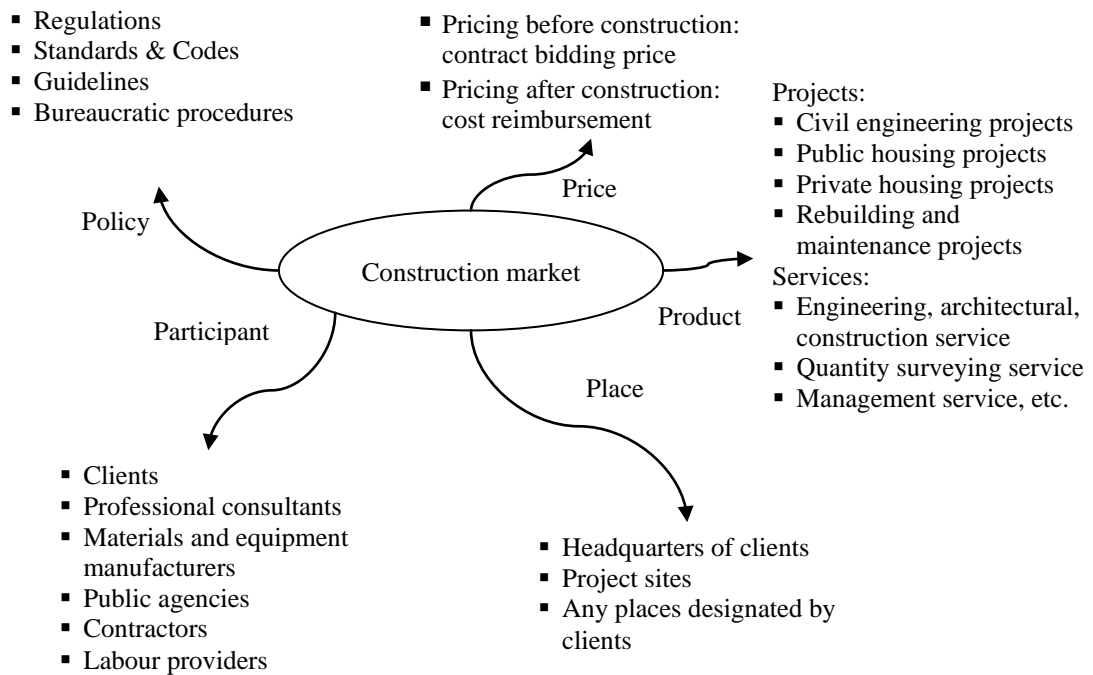 ▪ Regulations
▪ Standards & Codes
▪ Guidelines
▪ Bureaucratic procedures
▪ Pricing before construction:
contract bidding price
▪ Pricing after construction:
cost reimbursement
Projects:
▪ Civil engineering projects
▪ Public housing projects
▪ Private housing projects
▪ Rebuilding and
maintenance projects
Services:
▪ Engineering, architectural,
construction service
▪ Quantity surveying service
▪ Management service, etc.
Price
Policy
Construction market
Product
Participant
Place
▪ Clients
▪ Professional consultants
▪ Materials and equipment
manufacturers
▪ Public agencies
▪ Contractors
▪ Labour providers
▪ Headquarters of clients
▪ Project sites
▪ Any places designated by
clients